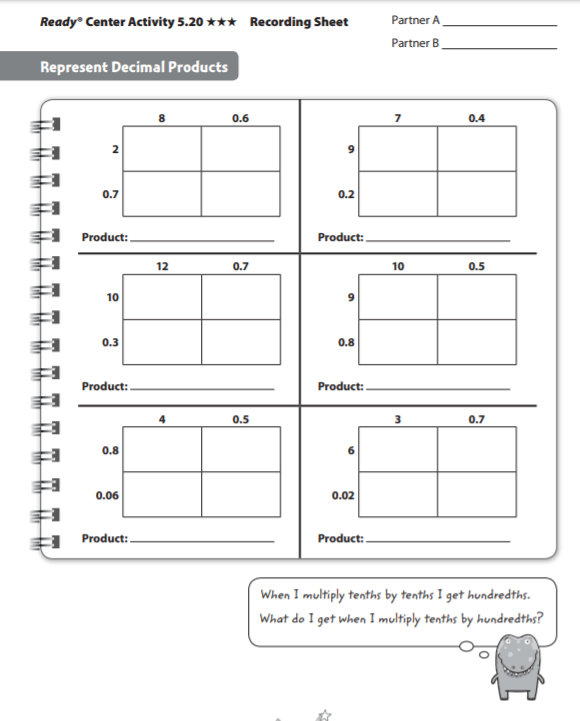 Ready® Center Activity 5.20 ★★★ Recording Sheet
Partner A
Partner B
Represent Decimal Products
8 0.6
2
0.7
Product:
7 0.4
9
0.2
Product:
12 0.7
10
0.3
Product:
10 0.5
9
0.8
Product:
4 0.5
0.8
0.06
Product:
3 0.7
6
0.02
Product:
When I multiply tenths by tenths I get hundredths.
What do I get when I multiply tenths by hundredths?